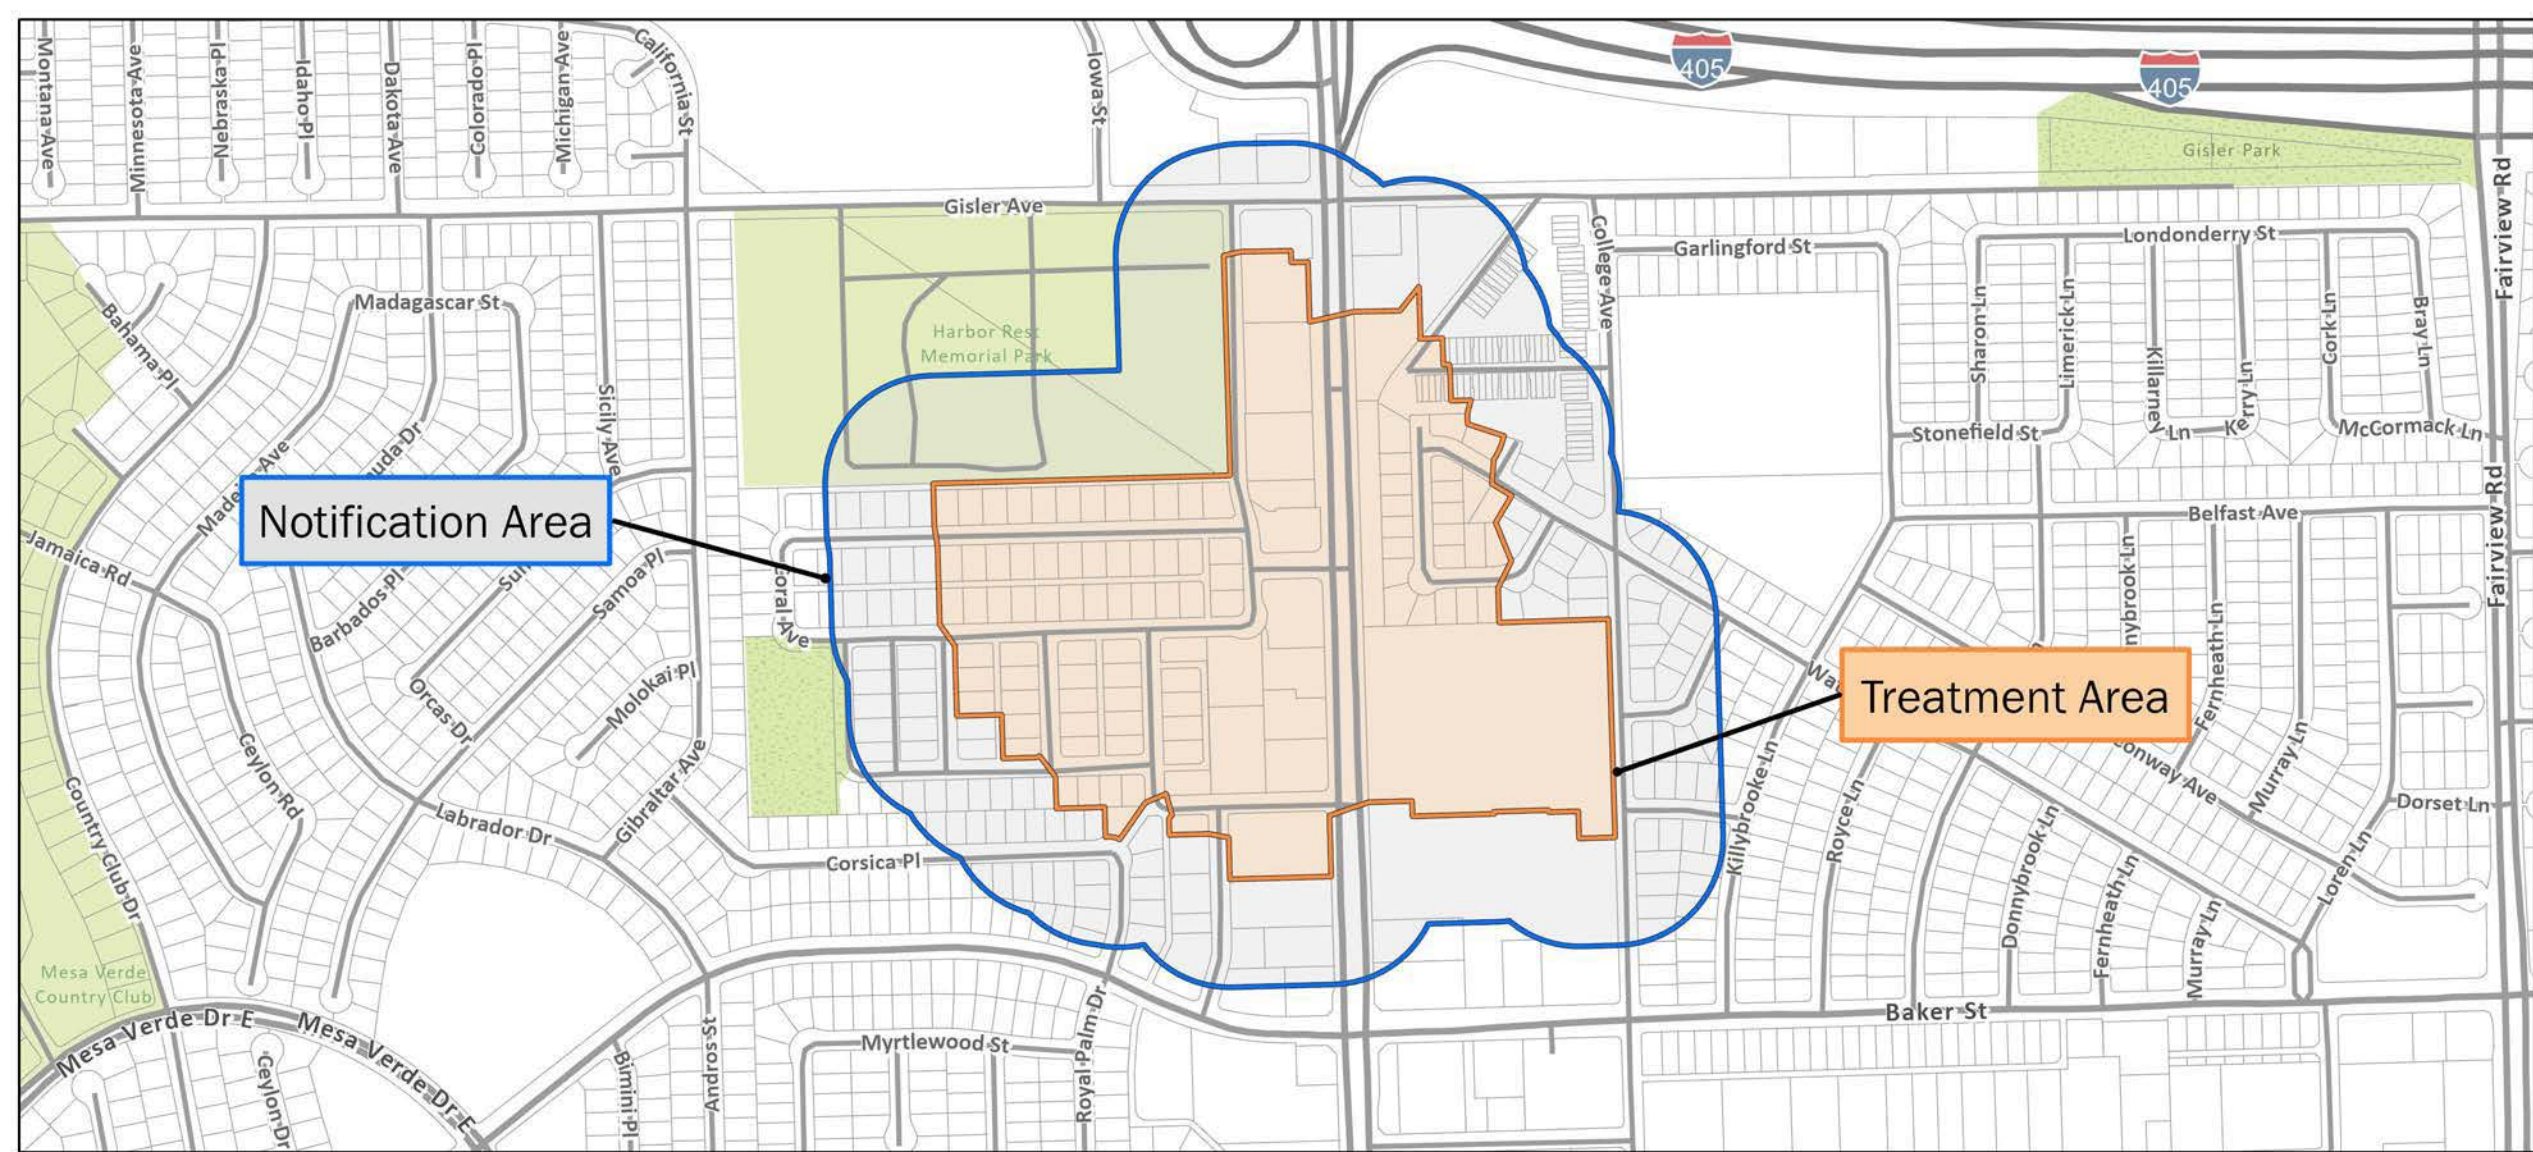 Montana Ave
Minnesota Ave
Nebraska Pl
Idaho Pl
Dakota Ave
Colorado Pl
Michigan Ave
California St
Iowa St
405
405
Gisler Park
Fairview Rd
Gisler Ave
College Ave
Garlingford St
Londonderry St
Madagascar St
Bahama Pl
Harbor Rest
Memorial Park
Sharon Ln
Limerick Ln
Killarney Ln
Kerry Ln
Cork Ln
Bray Ln
Sicily Ave
Stonefield St
McCormack Ln
Fairview Rd
Belfast Ave
Notification Area
Jamaica Rd
Barbados Pl
Samoa Pl
Fernheath Ln
Treatment Area
Orcas Dr
Molokai Pl
Ceylon Rd
Gibraltar Ave
Killybrooke Ln
Royce Ln
Murray Ln
Dorset Ln
Country Club Dr
Labrador Dr
Corsica Pl
Donnybrook Ln
Fernheath Ln
Murray Ln
Loren Ln
Mesa Verde
Country Club
Mesa Verde Dr E
Mesa Verde Dr E
Baker St
Myrtlewood St
Royal Palm Dr
Andros St
Bimini Pl
Ceylon Dr